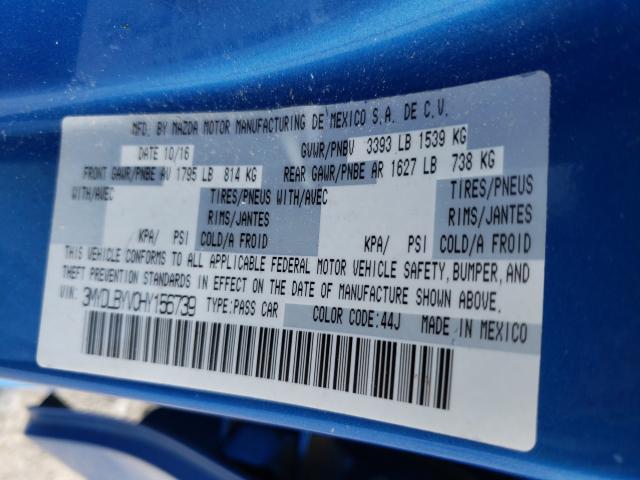 MFD. BY MAZDA MOTOR MANUFACTURING DE MEXICO S.A. DE C.V.
DATE 10/16 GVWR/PNBV 3393 LB 1539 KG
FRONT GAWR/PNBE AV 1795 LB 814 KG REAR GAWR/PNBE AR 1627 LB 738 KG
WITH/AVEC TIRES/PNEUS WITH/AVEC TIRES/PNEUS
RIMS/JANTES RIMS/JANTES
KPA/ PSI COLD/A FROID KPA/ PSI COLD/A FROID
THIS VEHICLE CONFORMS TO ALL APPLICABLE FEDERAL MOTOR VEHICLE SAFETY, BUMPER, AND
THEFT PREVENTION STANDARDS IN EFFECT ON THE DATE OF MANUFACTURE SHOWN ABOVE.
VIN: 3MYDLBYV0HY156739 TYPE:PASS CAR COLOR CODE:44J MADE IN MEXICO